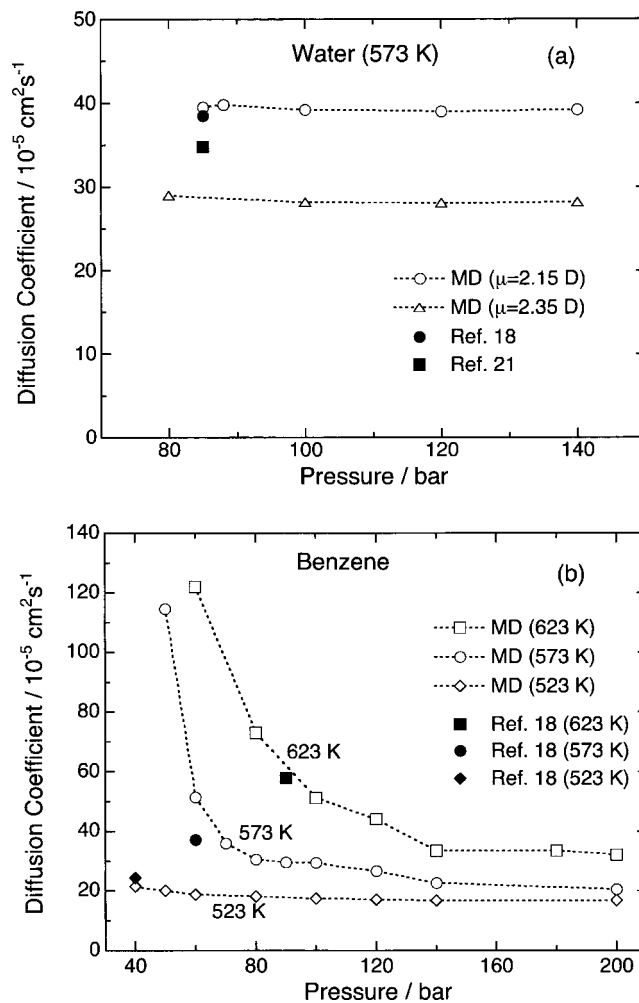 50
Water (573 K)
(a)
40
30
20
10
0
Diffusion Coefficient / 10⁻⁵ cm²s⁻¹
MD (μ=2.15 D)
MD (μ=2.35 D)
Ref. 18
Ref. 21
80
100
120
140
Pressure / bar
140
Benzene
(b)
120
100
80
60
40
20
0
Diffusion Coefficient / 10⁻⁵ cm²s⁻¹
MD (623 K)
MD (573 K)
MD (523 K)
Ref. 18 (623 K)
Ref. 18 (573 K)
Ref. 18 (523 K)
623 K
573 K
523 K
40
80
120
160
200
Pressure / bar